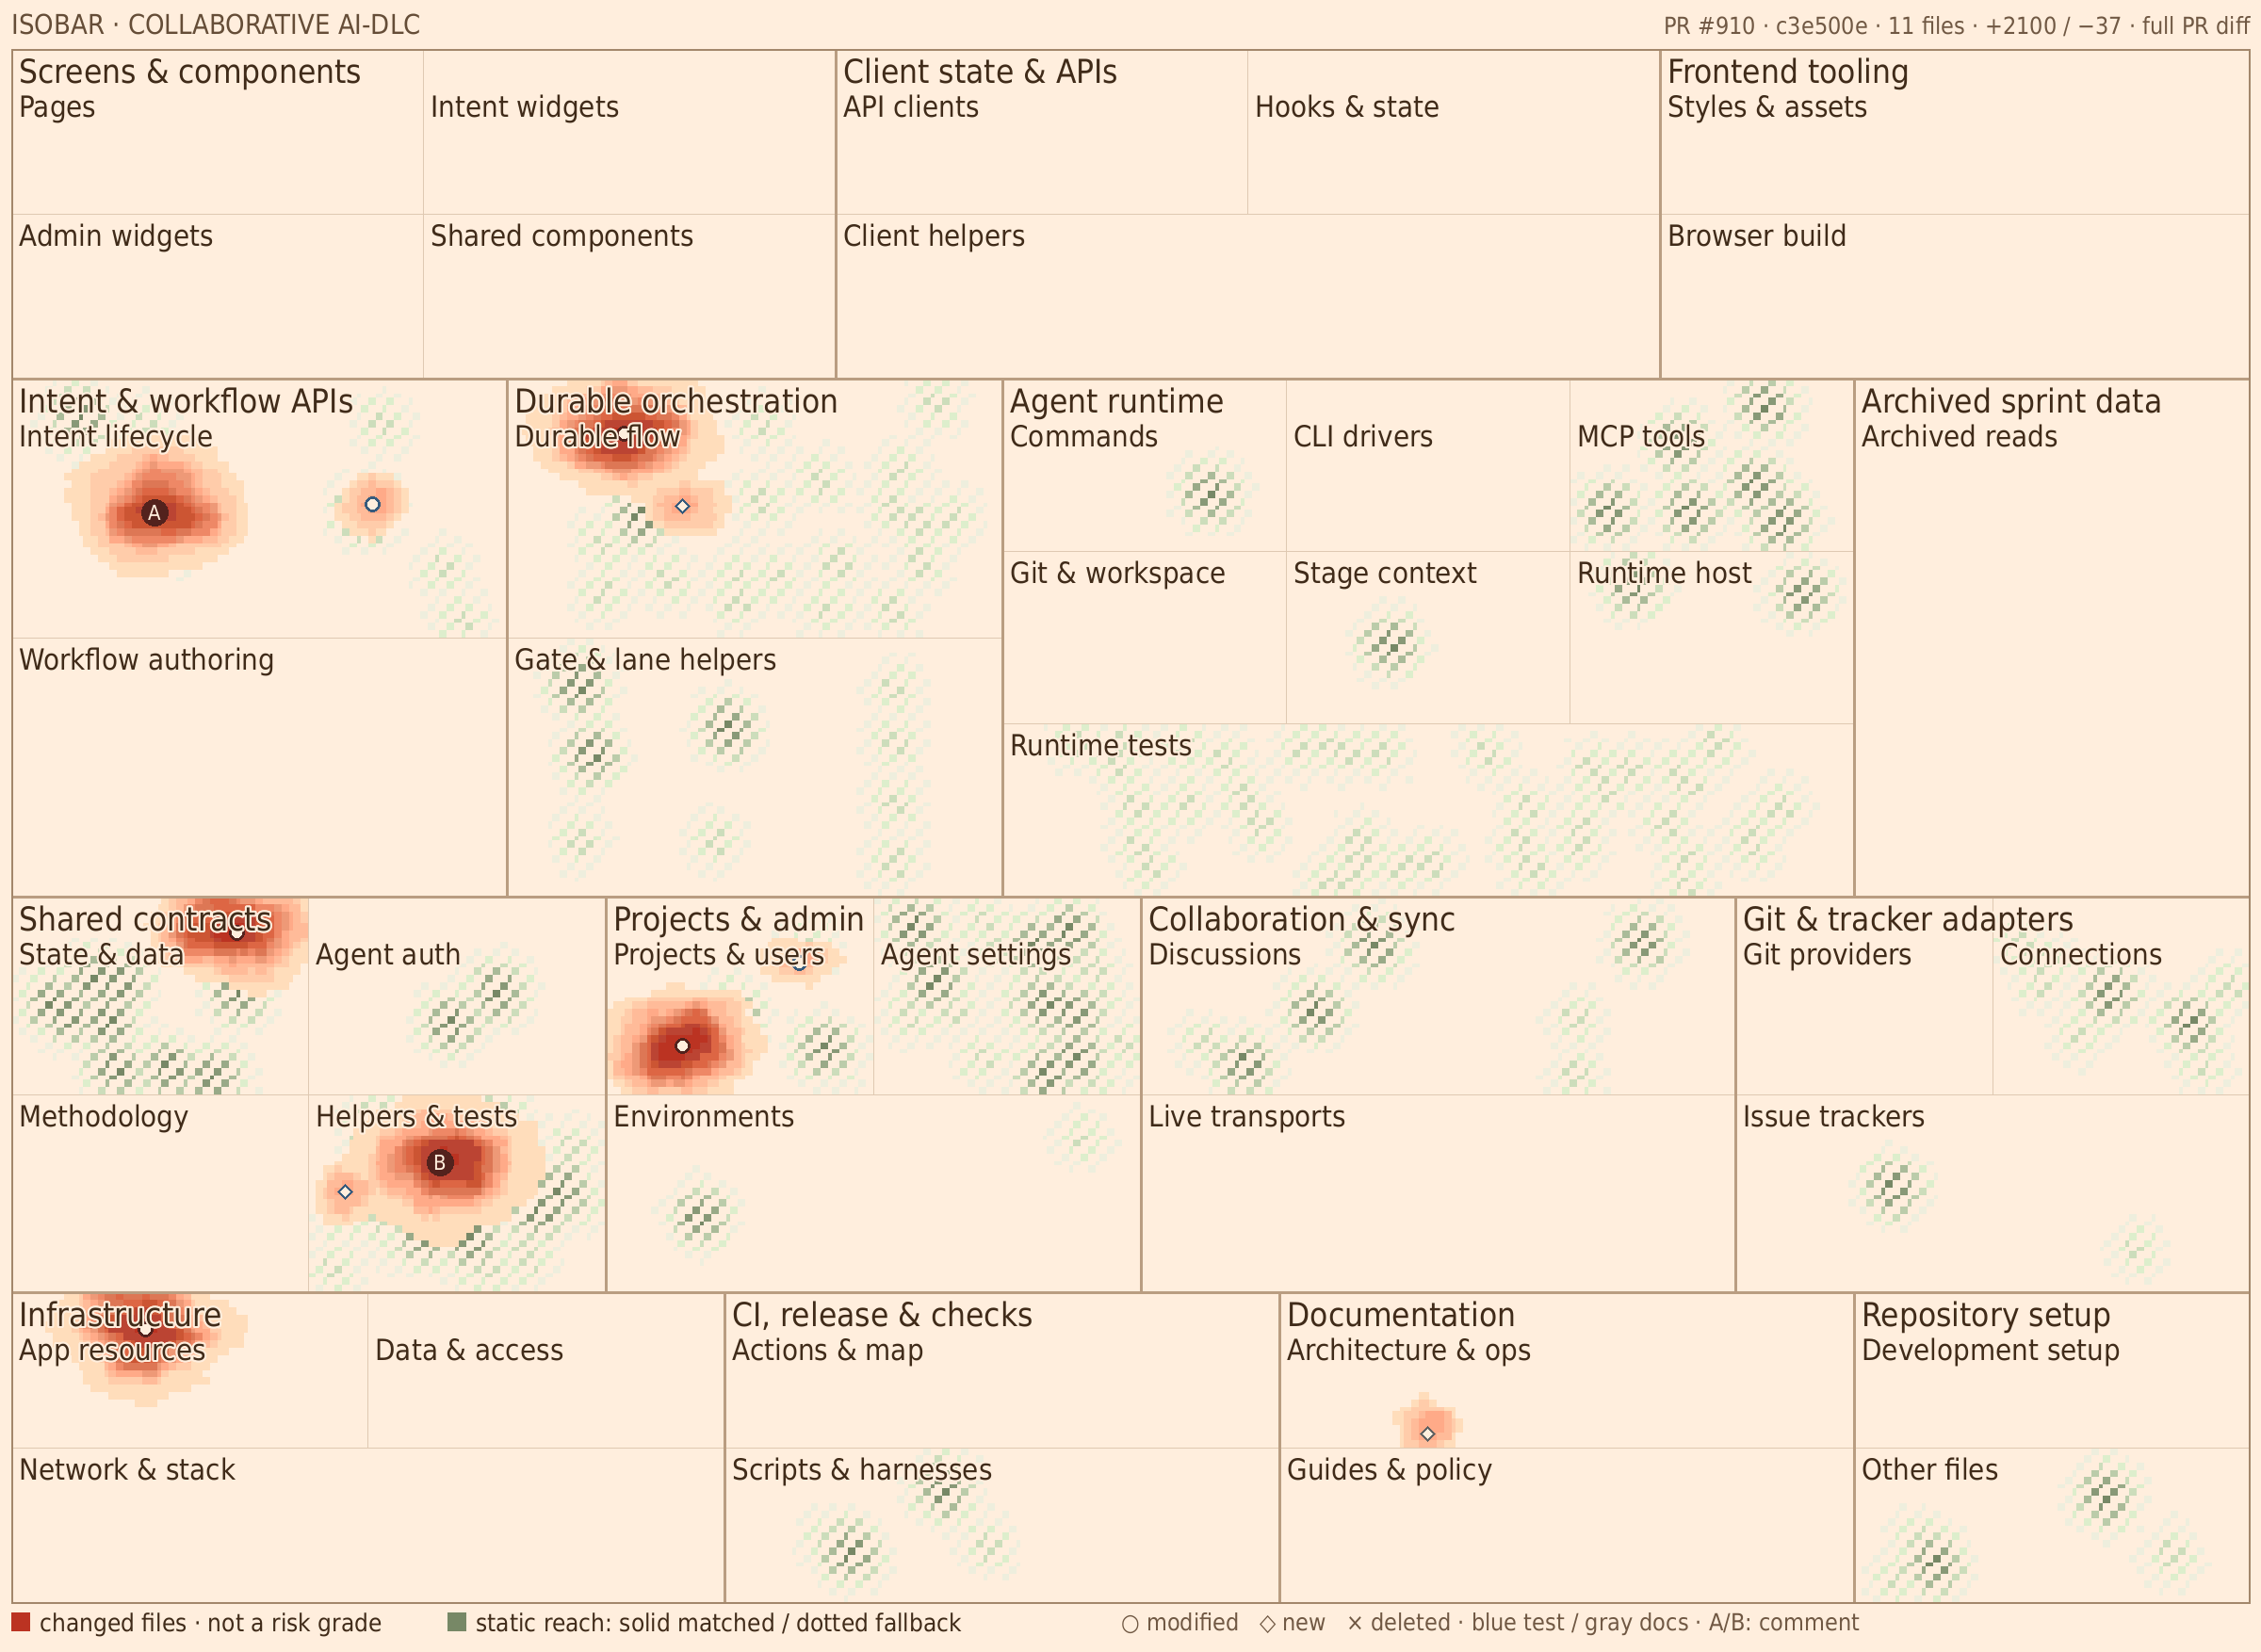 ISOBAR · COLLABORATIVE AI-DLC
PR #910 · c3e500e · 11 files · +2100 / −37 · full PR diff
Screens & components
Pages
Intent widgets
Client state & APIs
API clients
Hooks & state
Frontend tooling
Styles & assets
Admin widgets
Shared components
Client helpers
Browser build
Intent & workflow APIs
Intent lifecycle
A
Durable orchestration
Durable flow
Agent runtime
Commands
CLI drivers
MCP tools
Archived sprint data
Archived reads
Git & workspace
Stage context
Runtime host
Workflow authoring
Gate & lane helpers
Runtime tests
Shared contracts
State & data
Agent auth
Projects & admin
Projects & users
Agent settings
Collaboration & sync
Discussions
Git & tracker adapters
Git providers
Connections
Methodology
Helpers & tests
B
Environments
Live transports
Issue trackers
Infrastructure
App resources
Data & access
CI, release & checks
Actions & map
Documentation
Architecture & ops
Repository setup
Development setup
Network & stack
Scripts & harnesses
Guides & policy
Other files
changed files · not a risk grade
static reach: solid matched / dotted fallback
○ modified ◇ new × deleted · blue test / gray docs · A/B: comment